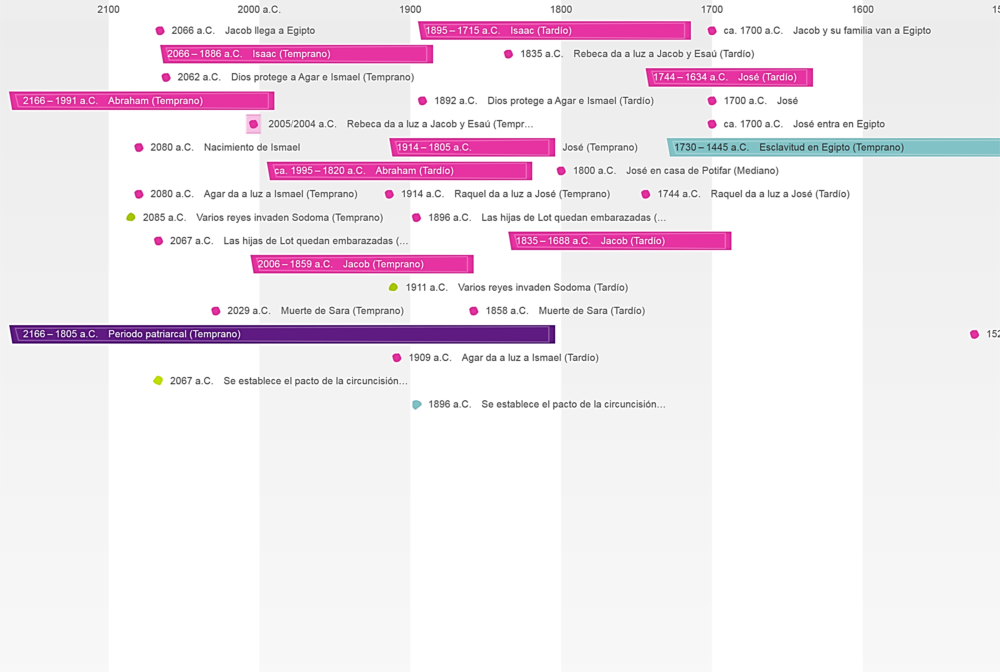 2100 2000 a.C. 1900 1800 1700 1600 15
2066 a.C. Jacob llega a Egipto 1895 – 1715 a.C. Isaac (Tardío) ca. 1700 a.C. Jacob y su familia van a Egipto
2066 – 1886 a.C. Isaac (Temprano) 1835 a.C. Rebeca da a luz a Jacob y Esaú (Tardío)
2062 a.C. Dios protege a Agar e Ismael (Temprano) 1744 – 1634 a.C. José (Tardío)
2166 – 1991 a.C. Abraham (Temprano) 1892 a.C. Dios protege a Agar e Ismael (Tardío) 1700 a.C. José
2005/2004 a.C. Rebeca da a luz a Jacob y Esaú (Tempr... ca. 1700 a.C. José entra en Egipto
2080 a.C. Nacimiento de Ismael 1914 – 1805 a.C. José (Temprano) 1730 – 1445 a.C. Esclavitud en Egipto (Temprano)
ca. 1995 – 1820 a.C. Abraham (Tardío) 1800 a.C. José en casa de Potifar (Mediano)
2080 a.C. Agar da a luz a Ismael (Temprano) 1914 a.C. Raquel da a luz a José (Temprano) 1744 a.C. Raquel da a luz a José (Tardío)
2085 a.C. Varios reyes invaden Sodoma (Temprano) 1896 a.C. Las hijas de Lot quedan embarazadas (...
2067 a.C. Las hijas de Lot quedan embarazadas (... 1835 – 1688 a.C. Jacob (Tardío)
2006 – 1859 a.C. Jacob (Temprano)
1911 a.C. Varios reyes invaden Sodoma (Tardío)
2029 a.C. Muerte de Sara (Temprano) 1858 a.C. Muerte de Sara (Tardío)
2166 – 1805 a.C. Periodo patriarcal (Temprano) 152
1909 a.C. Agar da a luz a Ismael (Tardío)
2067 a.C. Se establece el pacto de la circuncisión...
1896 a.C. Se establece el pacto de la circuncisión...